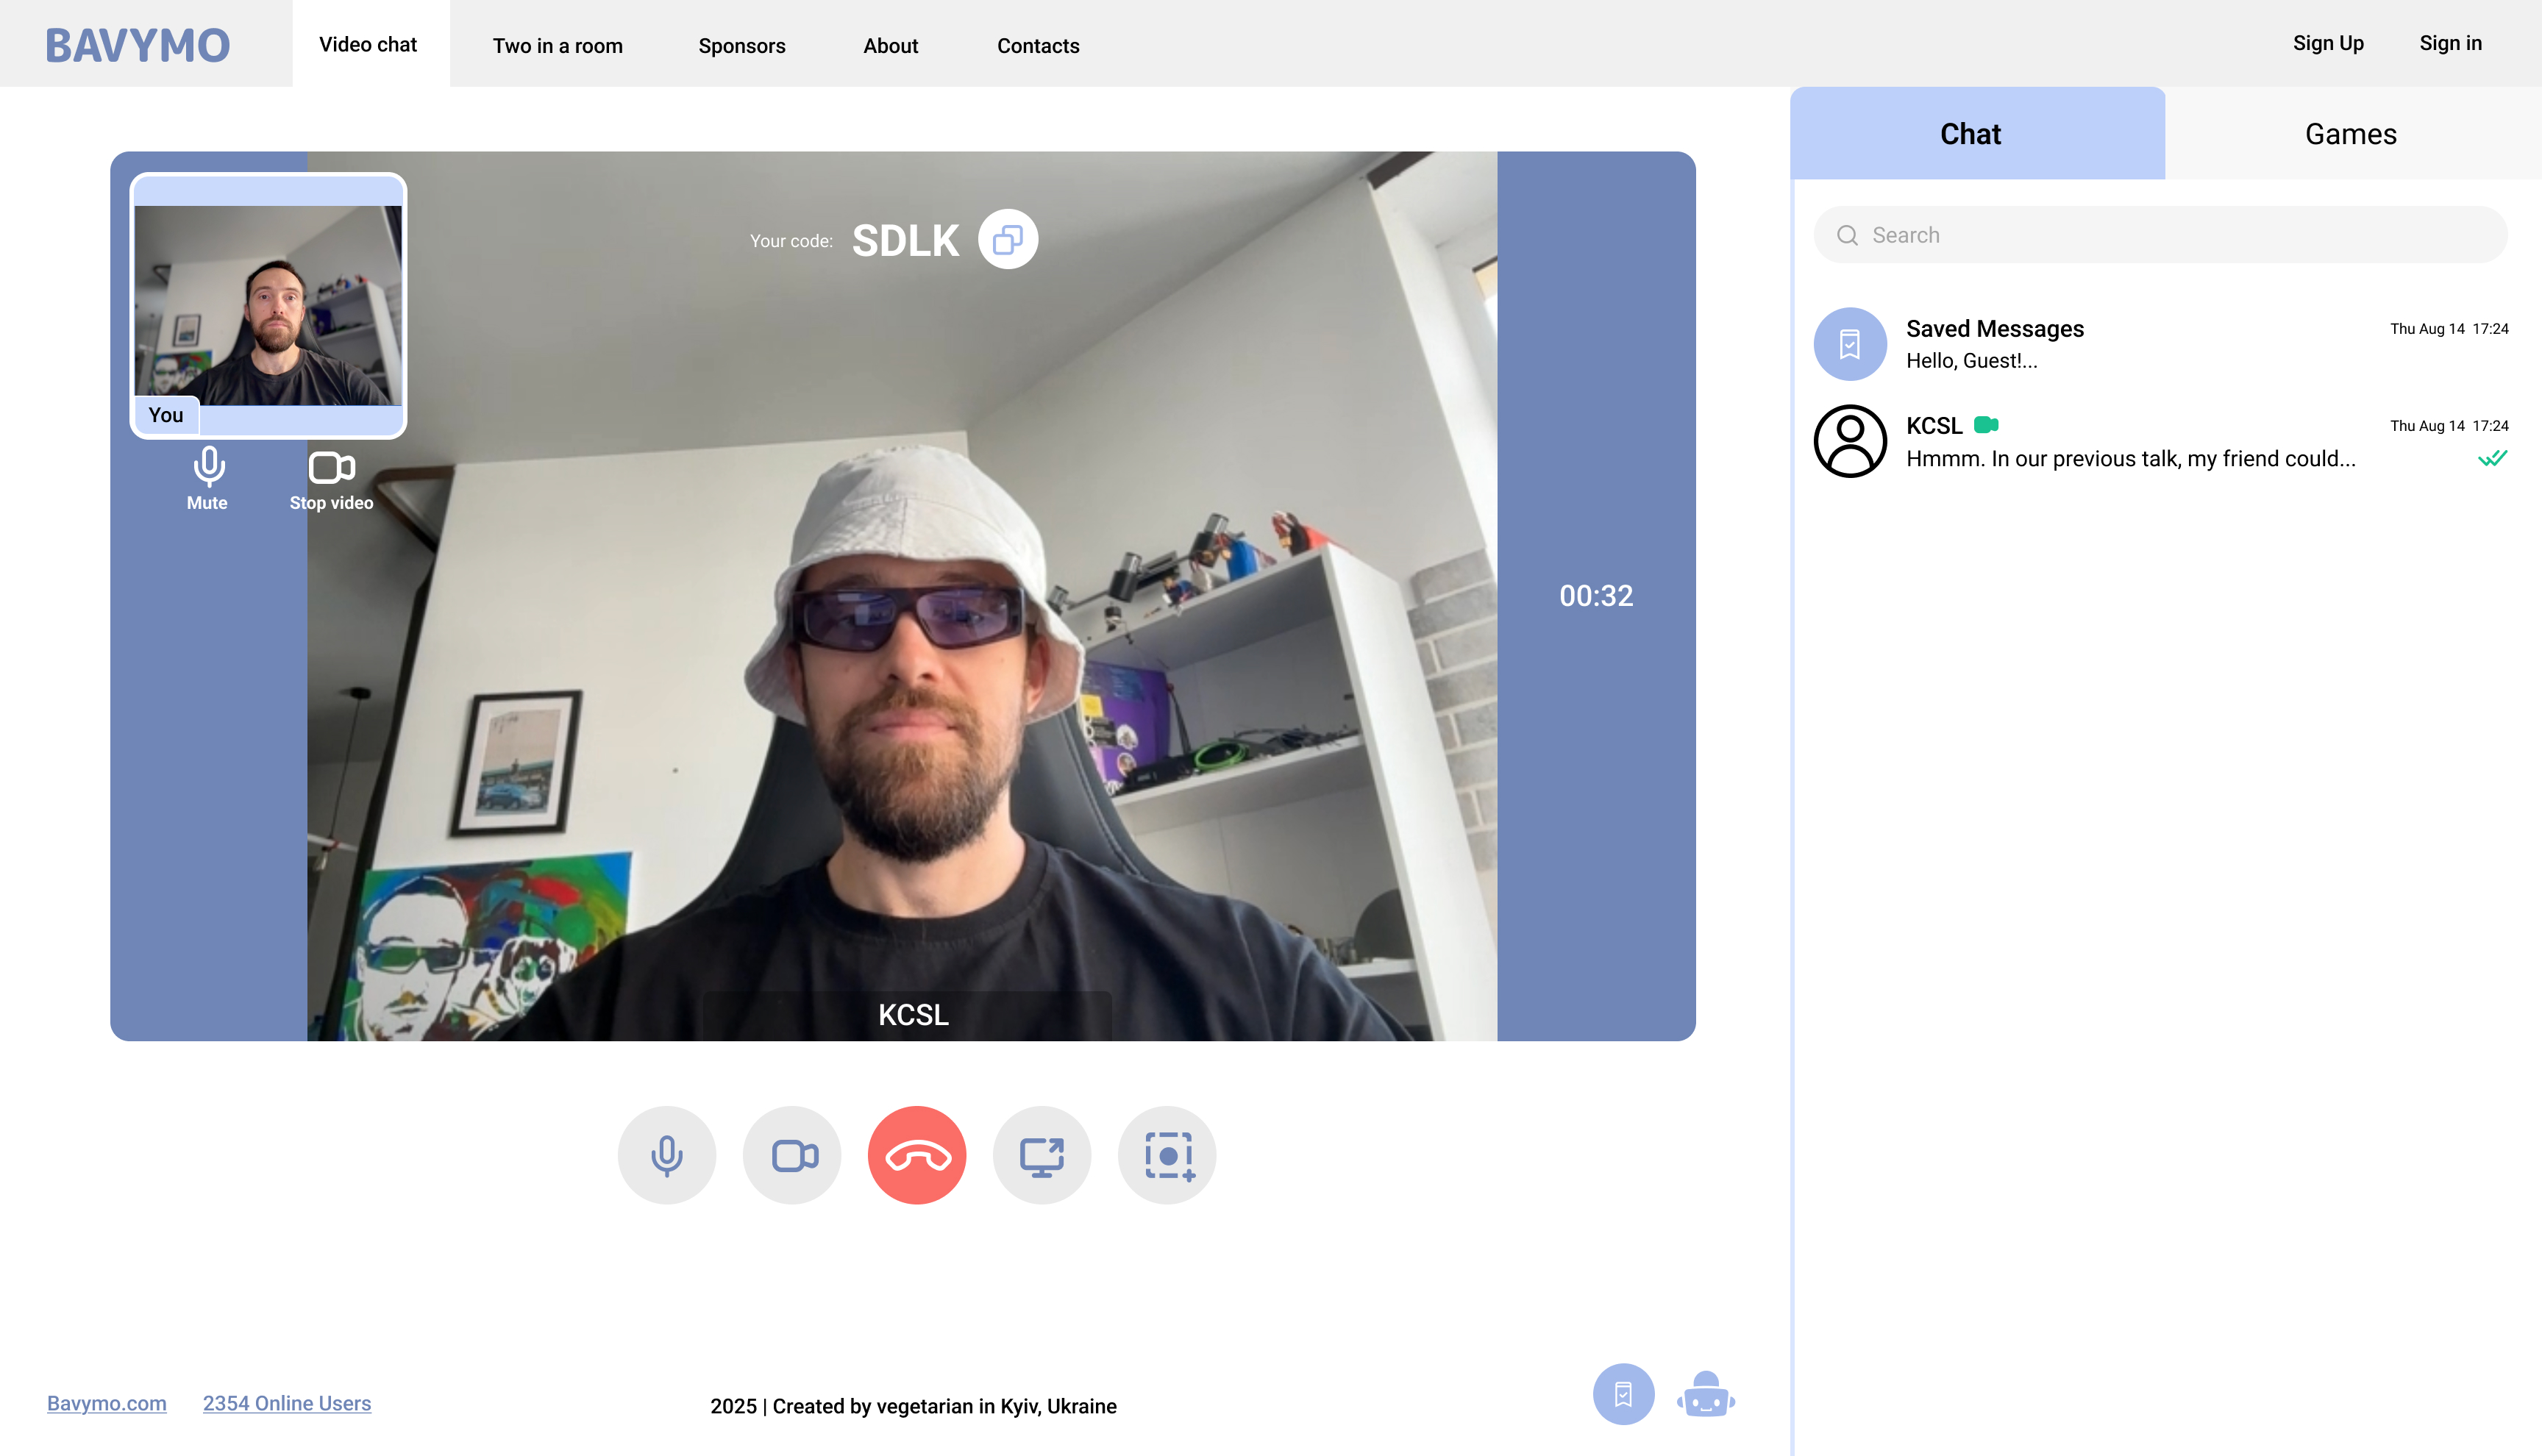 BAVYMO
Video chat
Two in a room
Sponsors
About
Contacts
Sign Up
Sign in
Your code:
SDLK
You
Mute
Stop video
00:32
KCSL
Chat
Games
Search
Saved Messages
Thu Aug 14 17:24
Hello, Guest!...
KCSL
Thu Aug 14 17:24
Hmmm. In our previous talk, my friend could...
Bavymo.com
2354 Online Users
2025 | Created by vegetarian in Kyiv, Ukraine